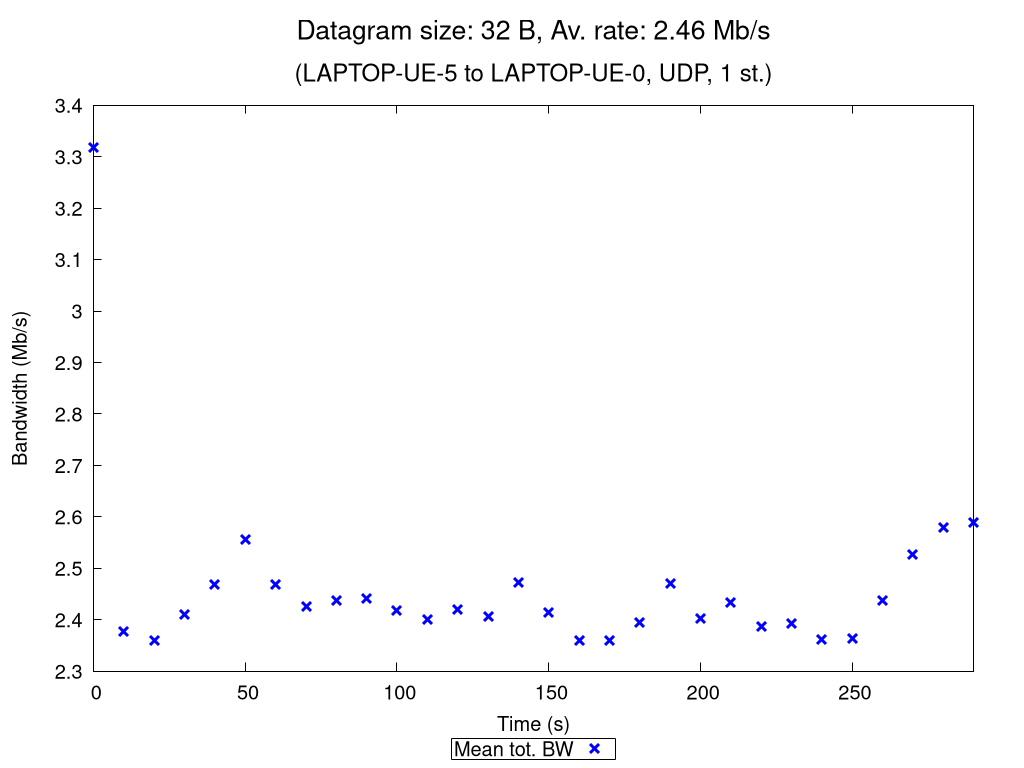 Datagram size: 32 B, Av. rate: 2.46 Mb/s
(LAPTOP-UE-5 to LAPTOP-UE-0, UDP, 1 st.)
3.4
3.3
3.2
3.1
3
2.9
2.8
2.7
2.6
2.5
2.4
2.3
Bandwidth (Mb/s)
0 50 100 150 200 250
Time (s)
Mean tot. BW